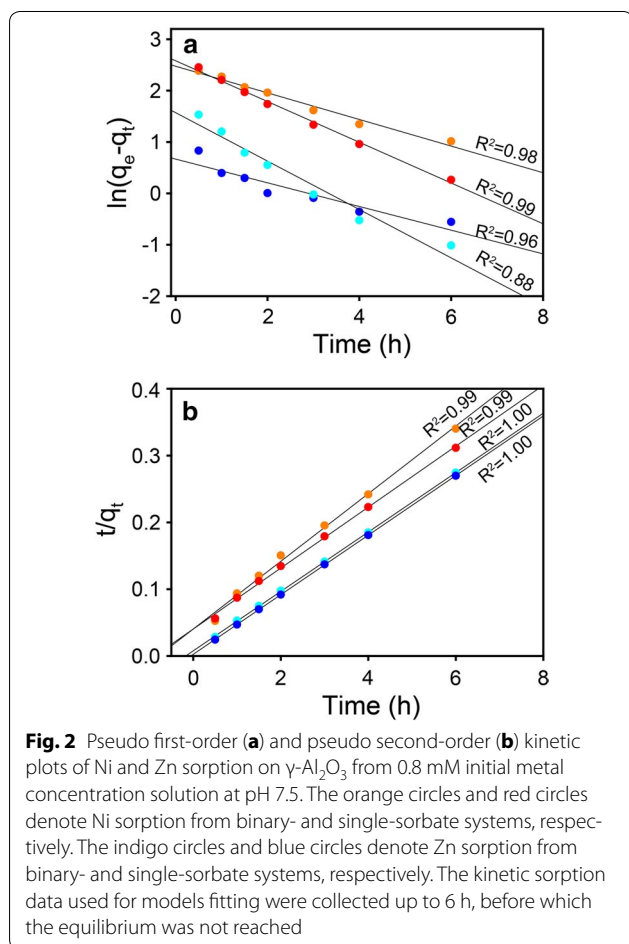 a
3
2
1
0
-1
-2
ln(qₑ-qₜ)
R²=0.98
R²=0.99
R²=0.96
R²=0.88
0 2 4 6 8
Time (h)
b
0.4
0.3
0.2
0.1
0.0
t/qₜ
R²=0.99
R²=0.99
R²=1.00
R²=1.00
0 2 4 6 8
Time (h)
Fig. 2 Pseudo first-order (a) and pseudo second-order (b) kinetic
plots of Ni and Zn sorption on γ-Al₂O₃ from 0.8 mM initial metal
concentration solution at pH 7.5. The orange circles and red circles
denote Ni sorption from binary- and single-sorbate systems, respec-
tively. The indigo circles and blue circles denote Zn sorption from
binary- and single-sorbate systems, respectively. The kinetic sorption
data used for models fitting were collected up to 6 h, before which
the equilibrium was not reached